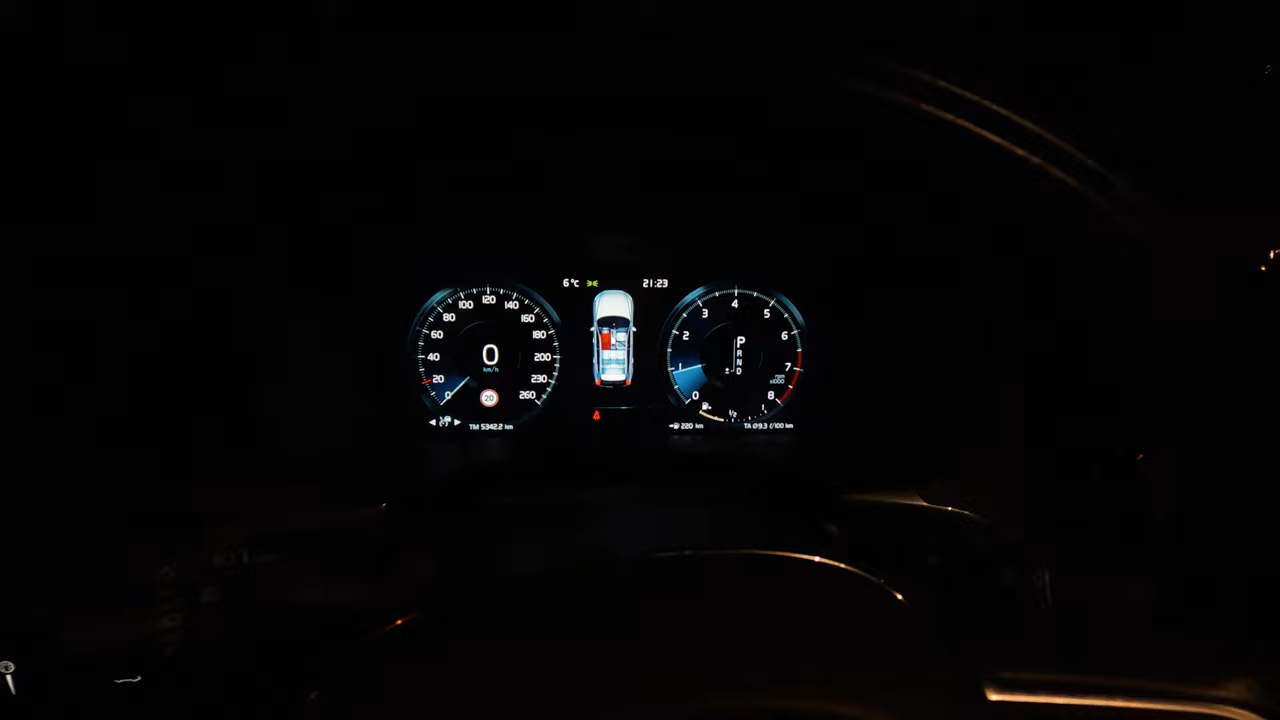 6°C 21:23
0 20 40 60 80 100 120 140 160 180 200 230 260
0
km/h
20
TM 5342.2 km
0 1 2 3 4 5 6 7 8
P
R
N
D
±
rpm
x1000
1/2 1
220 km
TA Ø9.3 l/100 km